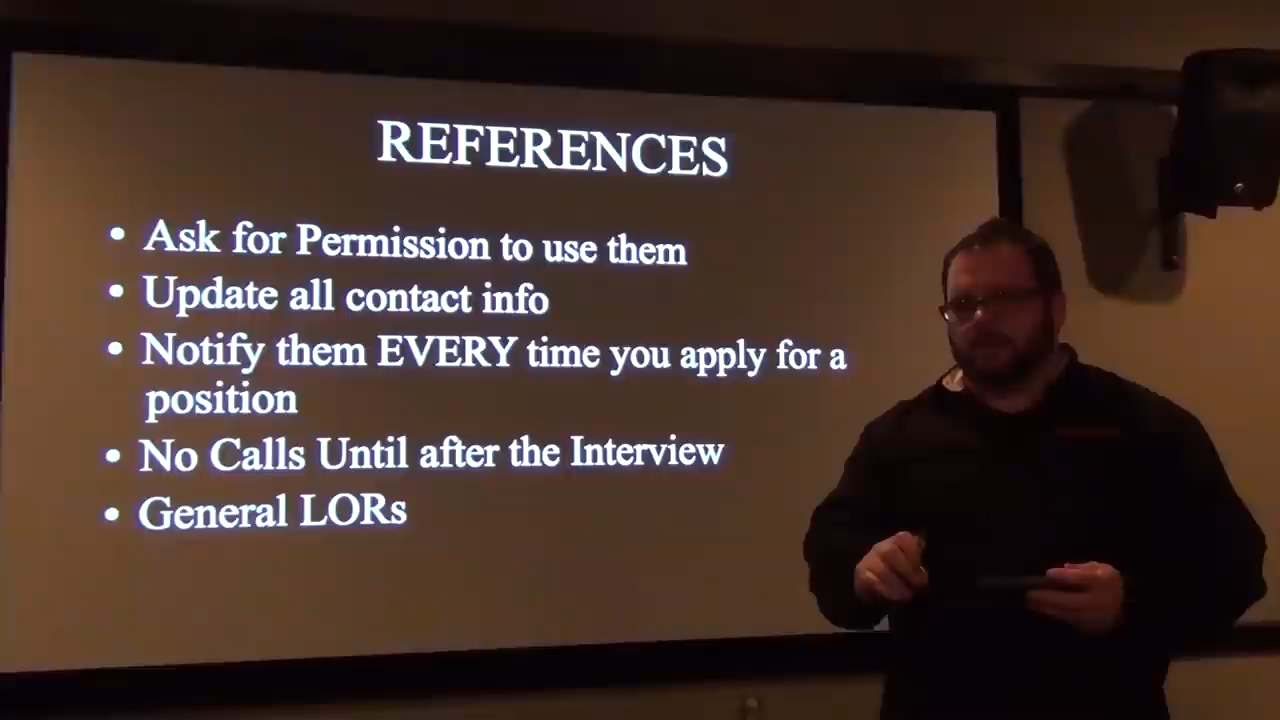 REFERENCES
• Ask for Permission to use them
• Update all contact info
• Notify them EVERY time you apply for a
position
• No Calls Until after the Interview
• General LORs